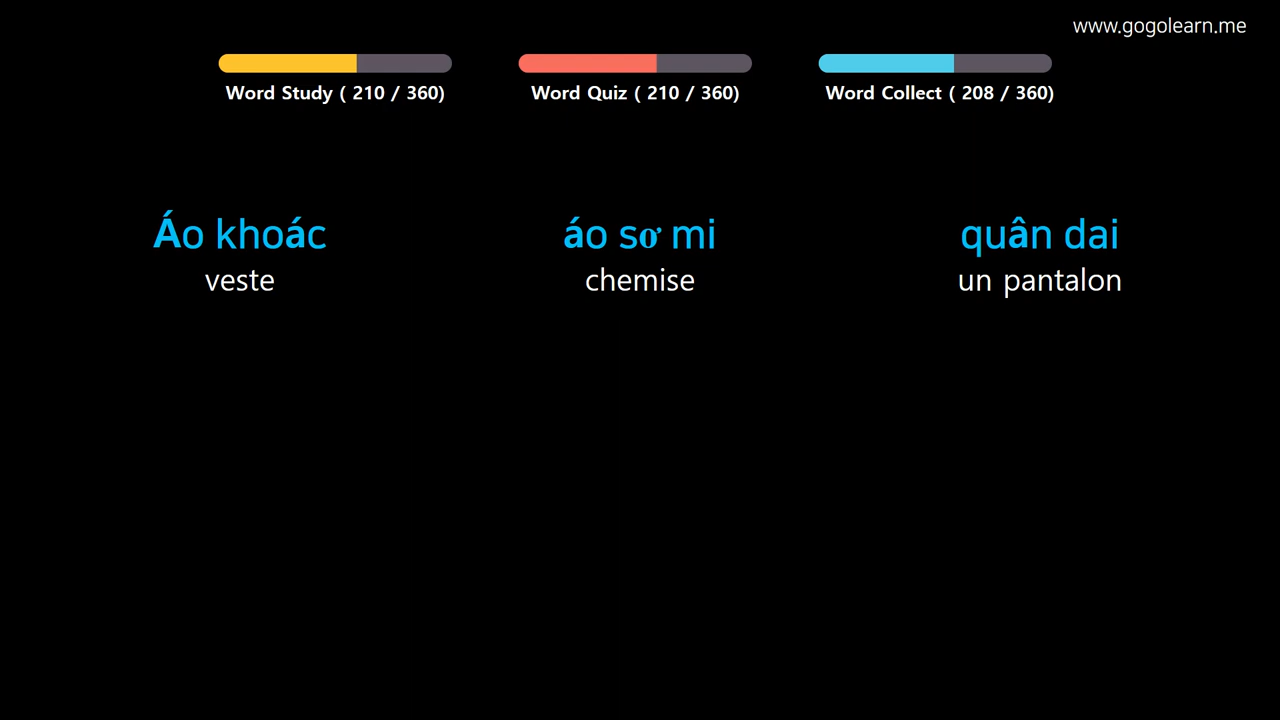 www.gogolearn.me
Word Study ( 210 / 360)
Word Quiz ( 210 / 360)
Word Collect ( 208 / 360)
Áo khoác
veste
áo sơ mi
chemise
quân dai
un pantalon